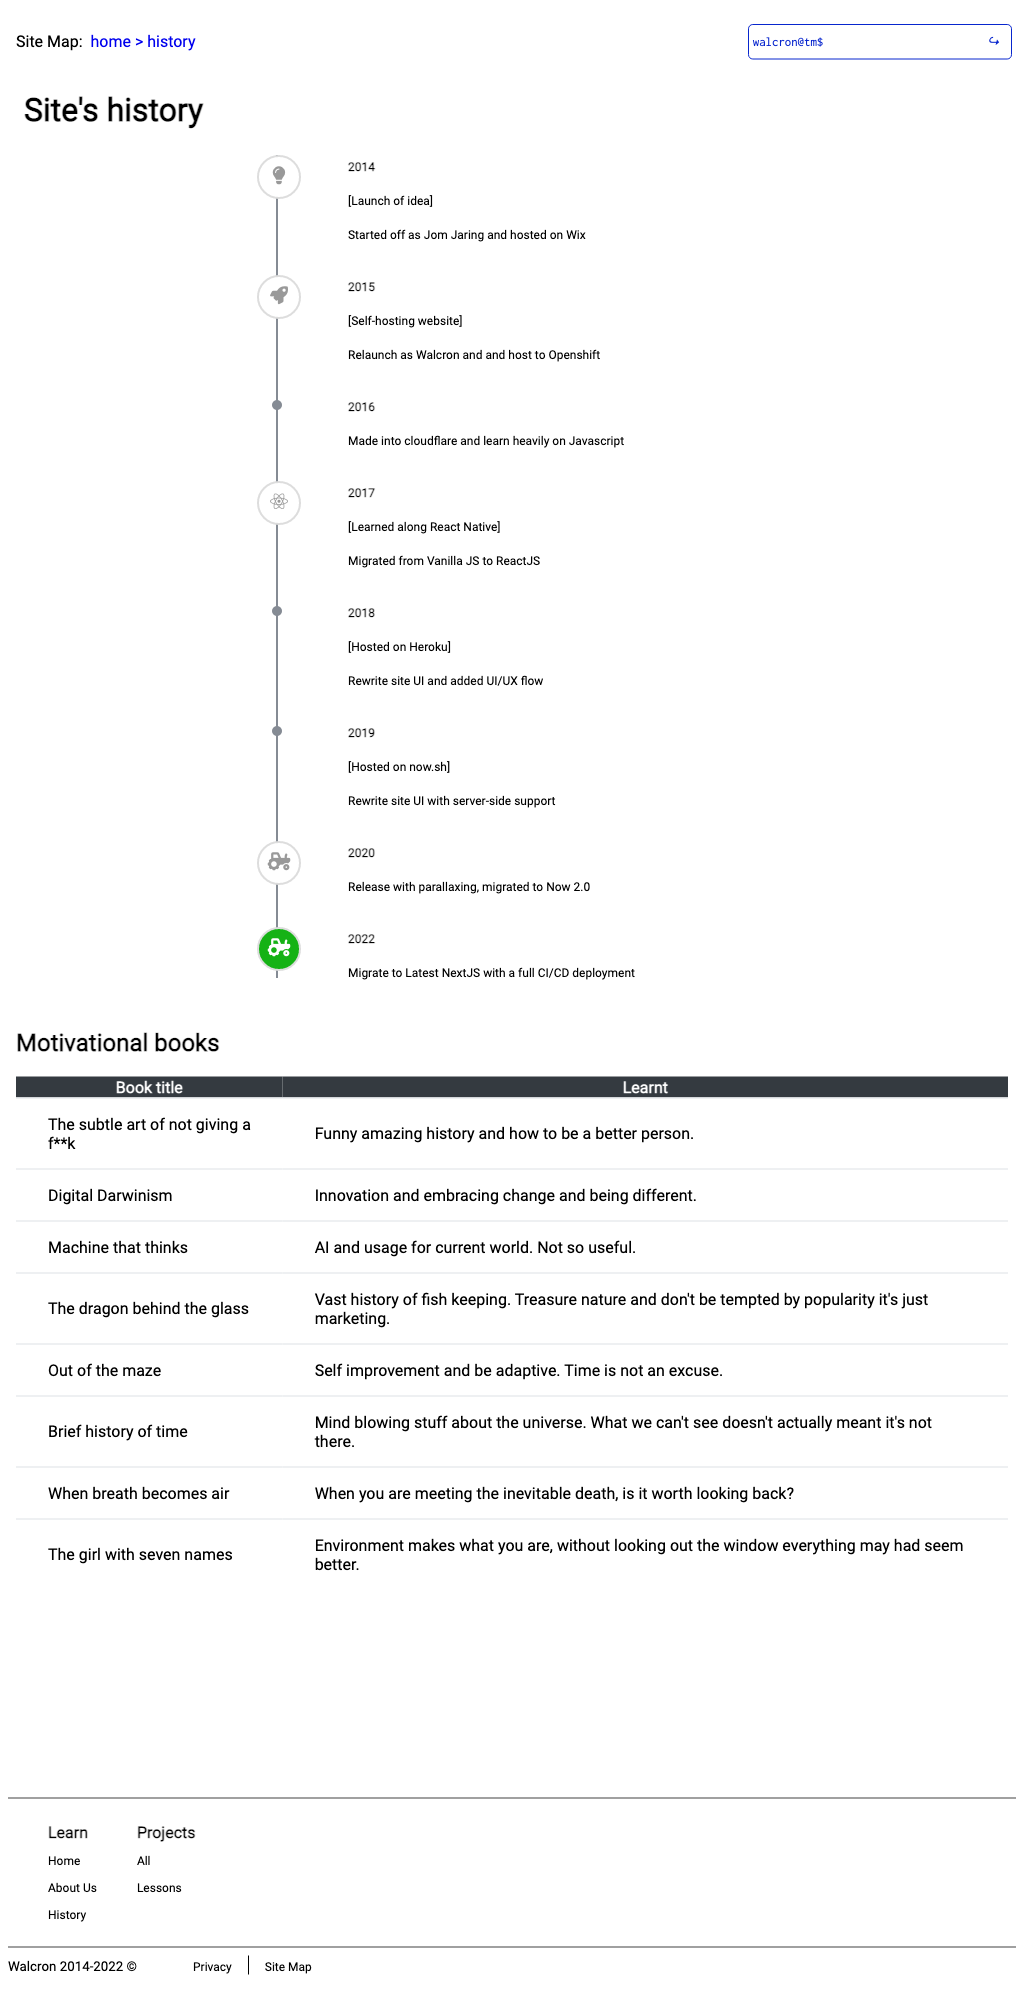 Site Map: home > history
walcron@tm$
Site's history
2014
[Launch of idea]
Started off as Jom Jaring and hosted on Wix
2015
[Self-hosting website]
Relaunch as Walcron and and host to Openshift
2016
Made into cloudflare and learn heavily on Javascript
2017
[Learned along React Native]
Migrated from Vanilla JS to ReactJS
2018
[Hosted on Heroku]
Rewrite site UI and added UI/UX flow
2019
[Hosted on now.sh]
Rewrite site UI with server-side support
2020
Release with parallaxing, migrated to Now 2.0
2022
Migrate to Latest NextJS with a full CI/CD deployment
Motivational books
Book title Learnt
The subtle art of not giving a
f**k
Funny amazing history and how to be a better person.
Digital Darwinism Innovation and embracing change and being different.
Machine that thinks AI and usage for current world. Not so useful.
The dragon behind the glass
Vast history of fish keeping. Treasure nature and don't be tempted by popularity it's just
marketing.
Out of the maze Self improvement and be adaptive. Time is not an excuse.
Brief history of time
Mind blowing stuff about the universe. What we can't see doesn't actually meant it's not
there.
When breath becomes air When you are meeting the inevitable death, is it worth looking back?
The girl with seven names
Environment makes what you are, without looking out the window everything may had seem
better.
Learn Projects
Home All
About Us Lessons
History
Walcron 2014-2022 © Privacy Site Map